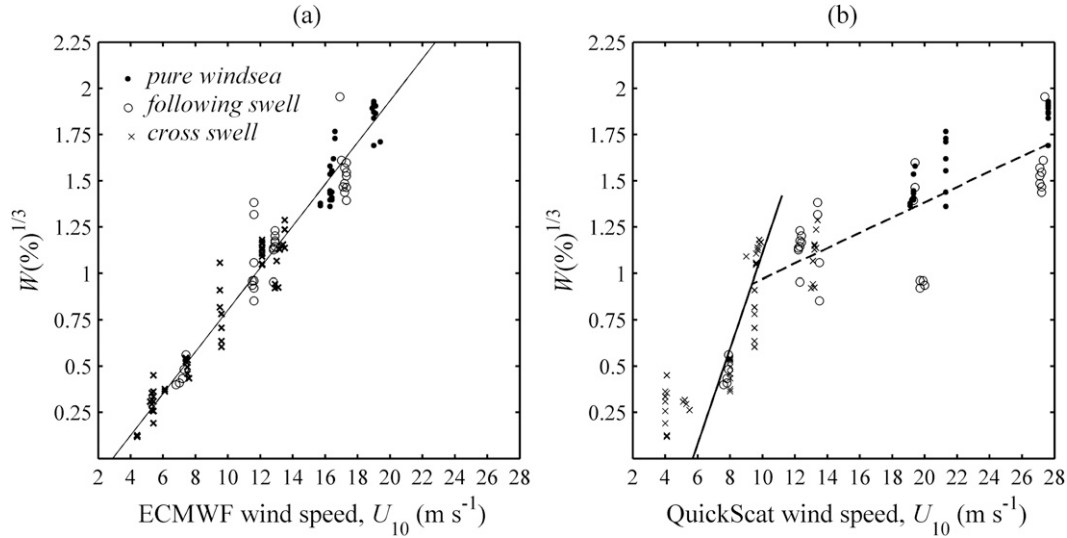 (a)
(b)
2.25
2
1.75
1.5
1.25
1
0.75
0.5
0.25
W(%)^1/3
pure windsea
following swell
cross swell
2 4 6 8 10 12 14 16 18 20 22 24 26 28
ECMWF wind speed, U10 (m s-1)
2.25
2
1.75
1.5
1.25
1
0.75
0.5
0.25
W(%)^1/3
2 4 6 8 10 12 14 16 18 20 22 24 26 28
QuickScat wind speed, U10 (m s-1)